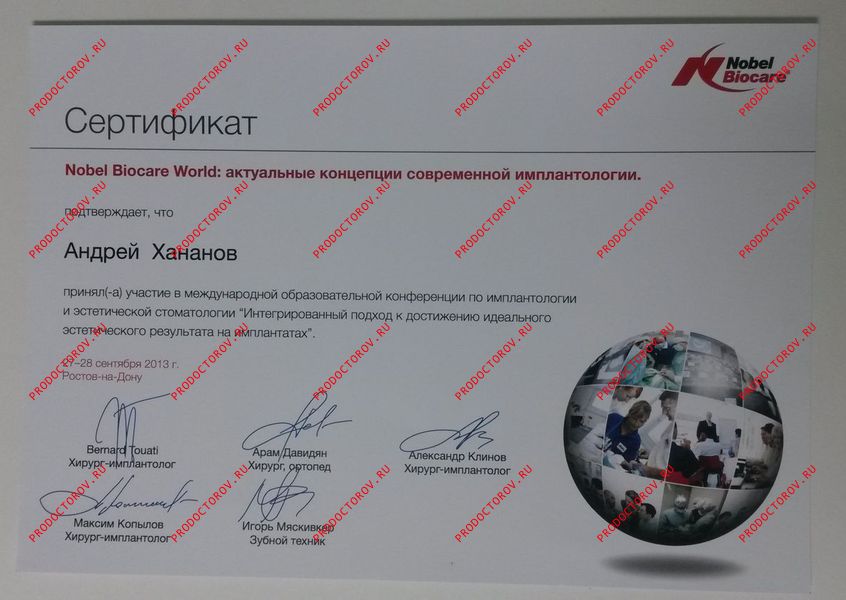 Nobel
Biocare®
Сертификат
Nobel Biocare World: актуальные концепции современной имплантологии.
подтверждает, что
Андрей Хананов
принял(-а) участие в международной образовательной конференции по имплантологии
и эстетической стоматологии "Интегрированный подход к достижению идеального
эстетического результата на имплантатах".
27–28 сентября 2013 г.
Ростов-на-Дону
Bernard Touati
Хирург-имплантолог
Арам Давидян
Хирург, ортопед
Александр Клинов
Хирург-имплантолог
Максим Копылов
Хирург-имплантолог
Игорь Мяскивкер
Зубной техник
PRODOCTOROV.RU